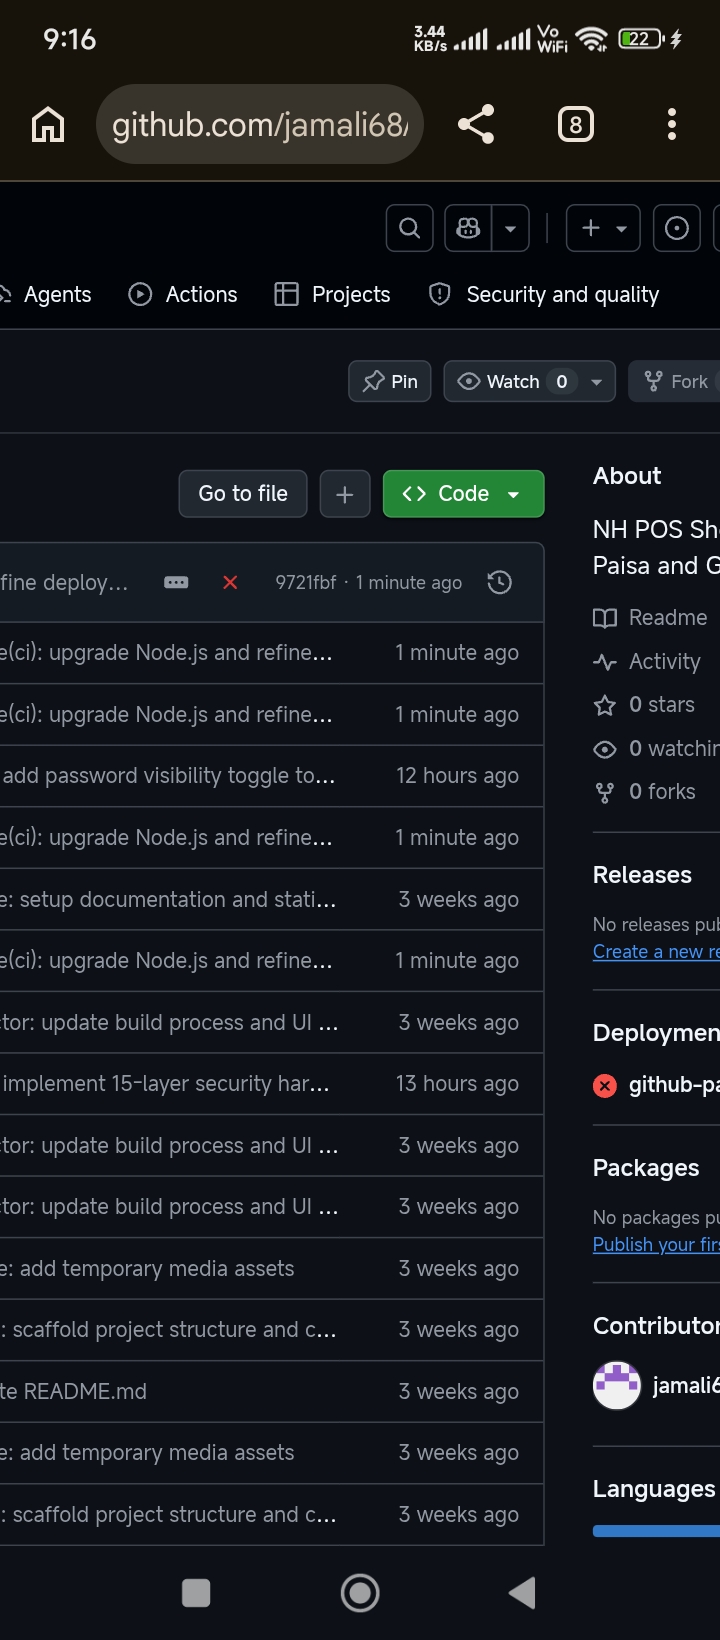 9:16
3.44
KB/s
Vo
WiFi
22
github.com/jamali68/
8
Agents
Actions
Projects
Security and quality
Pin
Watch 0
Fork
Go to file
Code
About
NH POS Sh
Paisa and G
fine deploy...
9721fbf · 1 minute ago
Readme
e(ci): upgrade Node.js and refine...
1 minute ago
Activity
e(ci): upgrade Node.js and refine...
1 minute ago
0 stars
add password visibility toggle to...
12 hours ago
0 watchin
0 forks
e(ci): upgrade Node.js and refine...
1 minute ago
Releases
e: setup documentation and stati...
3 weeks ago
No releases pub
Create a new re
e(ci): upgrade Node.js and refine...
1 minute ago
ctor: update build process and UI ...
3 weeks ago
Deploymen
implement 15-layer security har...
13 hours ago
github-pa
ctor: update build process and UI ...
3 weeks ago
Packages
ctor: update build process and UI ...
3 weeks ago
No packages pu
Publish your firs
e: add temporary media assets
3 weeks ago
: scaffold project structure and c...
3 weeks ago
Contributor
te README.md
3 weeks ago
jamali6
e: add temporary media assets
3 weeks ago
Languages
: scaffold project structure and c...
3 weeks ago